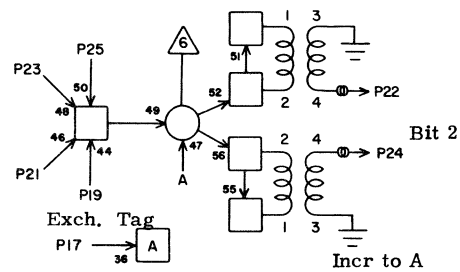 6
1 3
P25
51
P23
50
52
P22
48
49
2 4
Bit 2
46
47
2 4
P24
44
56
P21
A
P19
55
Exch. Tag
1 3
P17
A
36
Incr to A